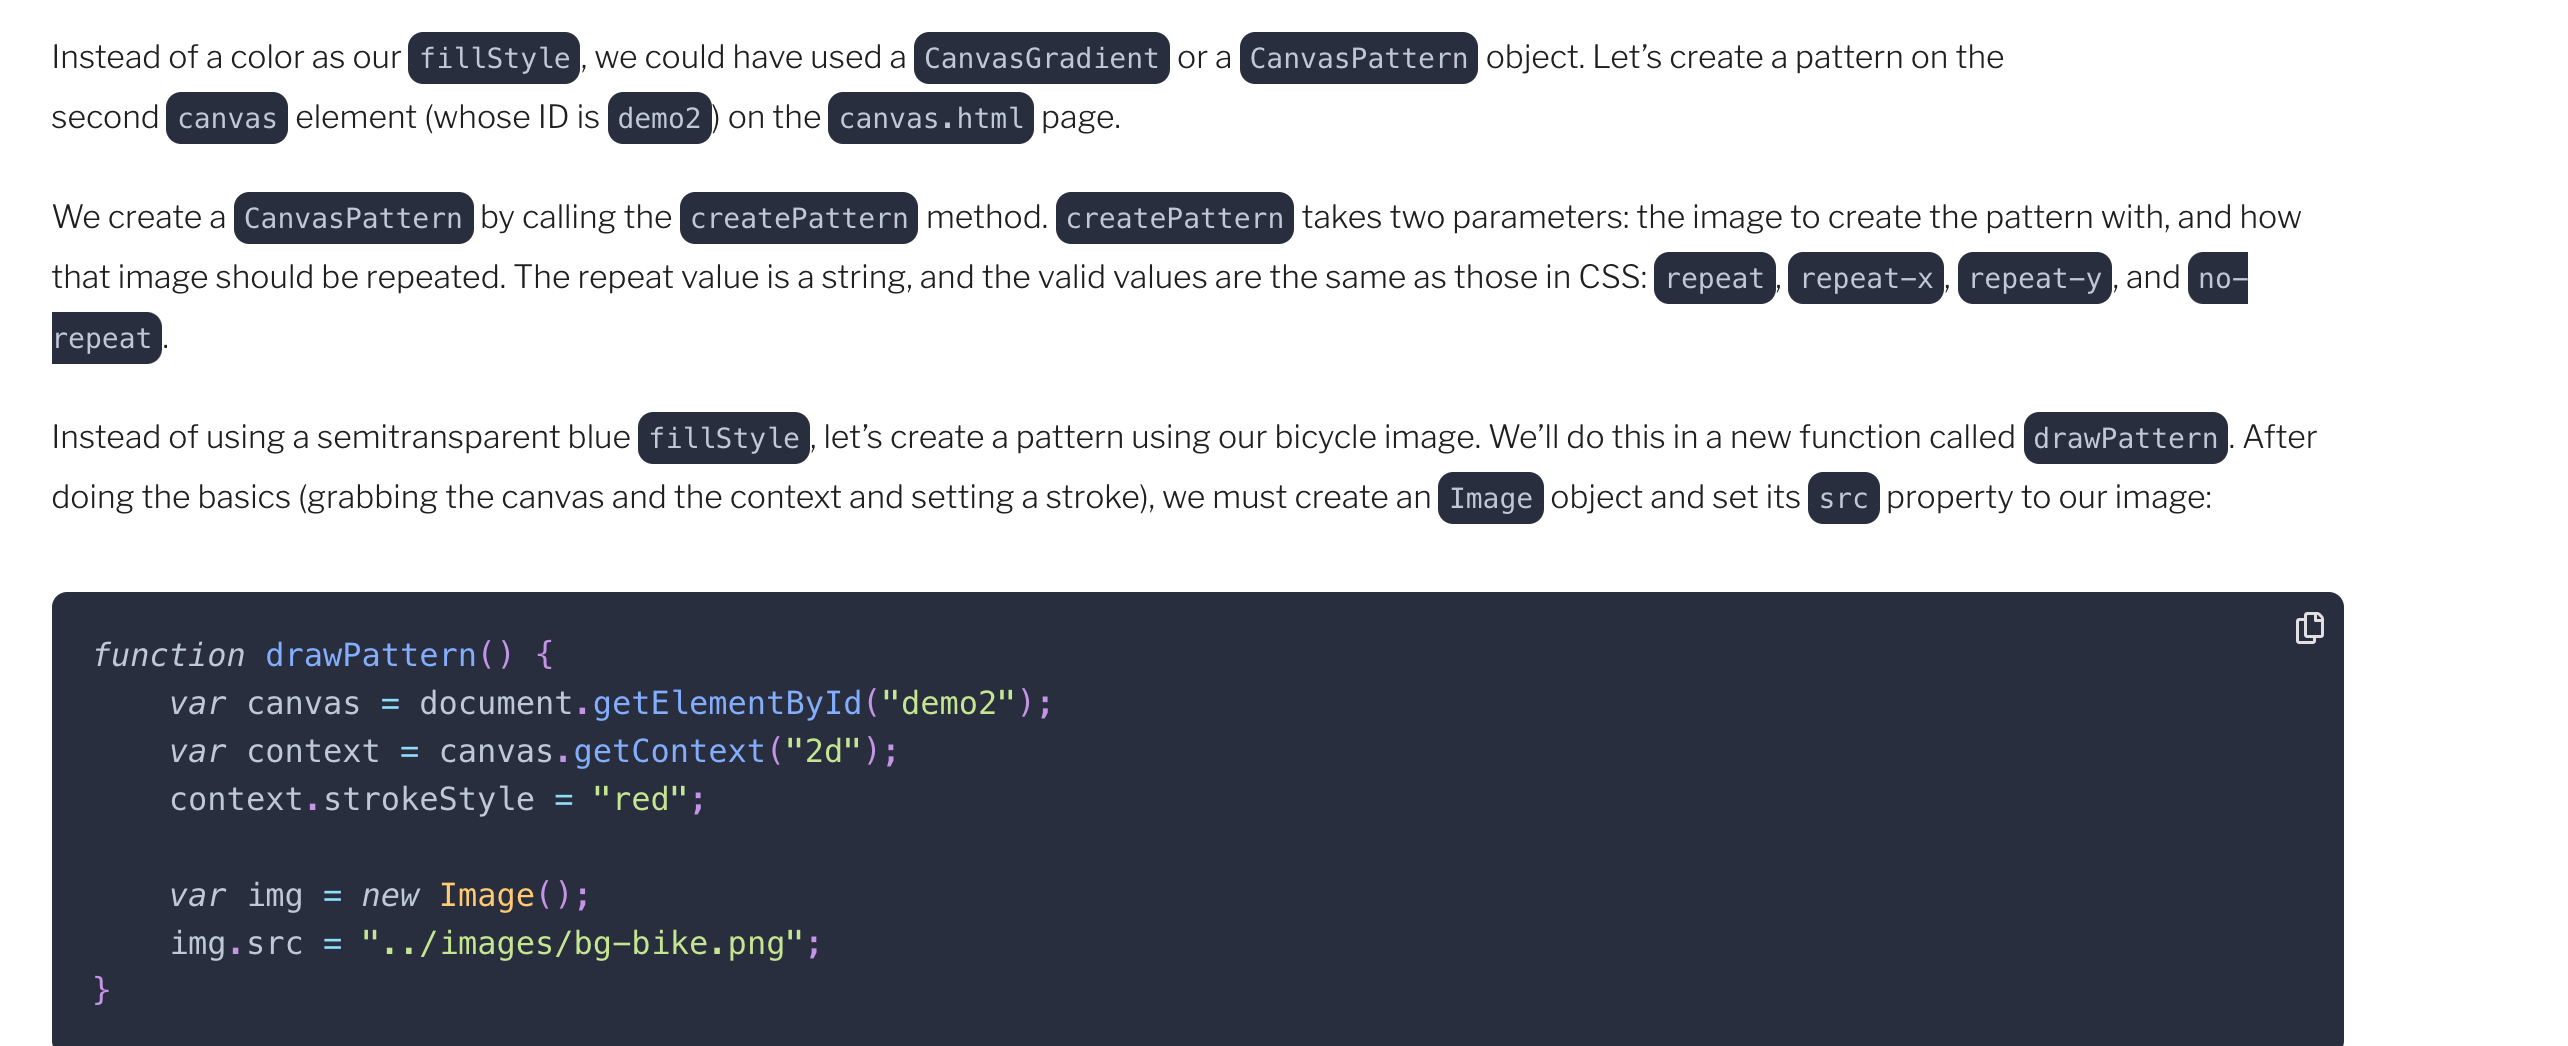 Instead of a color as our fillStyle, we could have used a CanvasGradient or a CanvasPattern object. Let’s create a pattern on the
second canvas element (whose ID is demo2) on the canvas.html page.
We create a CanvasPattern by calling the createPattern method. createPattern takes two parameters: the image to create the pattern with, and how
that image should be repeated. The repeat value is a string, and the valid values are the same as those in CSS: repeat, repeat-x, repeat-y, and no-
repeat.
Instead of using a semitransparent blue fillStyle, let’s create a pattern using our bicycle image. We’ll do this in a new function called drawPattern. After
doing the basics (grabbing the canvas and the context and setting a stroke), we must create an Image object and set its src property to our image:
function drawPattern() {
    var canvas = document.getElementById("demo2");
    var context = canvas.getContext("2d");
    context.strokeStyle = "red";

    var img = new Image();
    img.src = "../images/bg-bike.png";
}